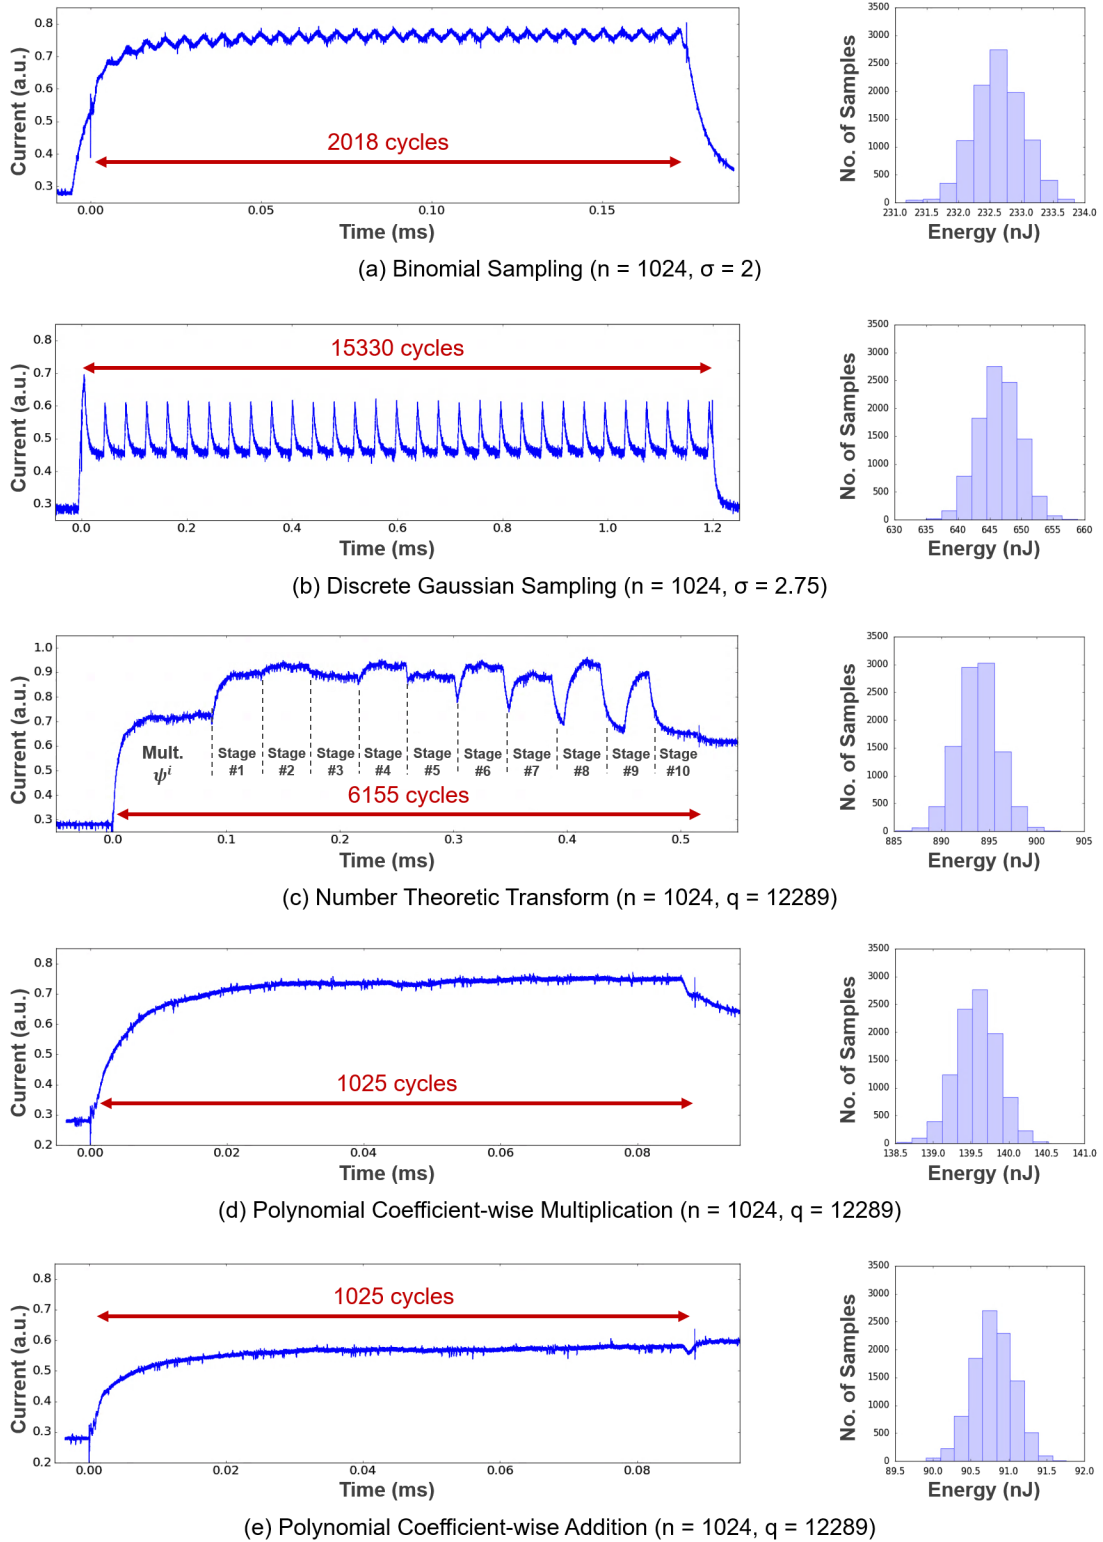 Current (a.u.)
0.8
0.7
0.6
0.5
0.4
0.3
2018 cycles
0.00
0.05
0.10
0.15
Time (ms)
No. of Samples
3500
3000
2500
2000
1500
1000
500
0
231.0 231.5 232.0 232.5 233.0 233.5 234.0
Energy (nJ)
(a) Binomial Sampling (n = 1024, σ = 2)
Current (a.u.)
0.8
0.7
0.6
0.5
0.4
0.3
15330 cycles
0.0 0.2 0.4 0.6 0.8 1.0 1.2
Time (ms)
No. of Samples
3500
3000
2500
2000
1500
1000
500
0
630 635 640 645 650 655 660
Energy (nJ)
(b) Discrete Gaussian Sampling (n = 1024, σ = 2.75)
Current (a.u.)
1.0
0.9
0.8
0.7
0.6
0.5
0.4
0.3
Mult. Stage Stage Stage Stage Stage Stage Stage Stage Stage Stage
ψⁱ #1 #2 #3 #4 #5 #6 #7 #8 #9 #10
6155 cycles
0.0 0.1 0.2 0.3 0.4 0.5
Time (ms)
No. of Samples
3500
3000
2500
2000
1500
1000
500
0
885 890 895 900 905
Energy (nJ)
(c) Number Theoretic Transform (n = 1024, q = 12289)
Current (a.u.)
0.8
0.7
0.6
0.5
0.4
0.3
0.2
1025 cycles
0.00 0.02 0.04 0.06 0.08
Time (ms)
No. of Samples
3500
3000
2500
2000
1500
1000
500
0
138.5 139.0 139.5 140.0 140.5 141.0
Energy (nJ)
(d) Polynomial Coefficient-wise Multiplication (n = 1024, q = 12289)
Current (a.u.)
0.8
0.7
0.6
0.5
0.4
0.3
0.2
1025 cycles
0.00 0.02 0.04 0.06 0.08
Time (ms)
No. of Samples
3500
3000
2500
2000
1500
1000
500
0
89.5 90.0 90.5 91.0 91.5 92.0
Energy (nJ)
(e) Polynomial Coefficient-wise Addition (n = 1024, q = 12289)